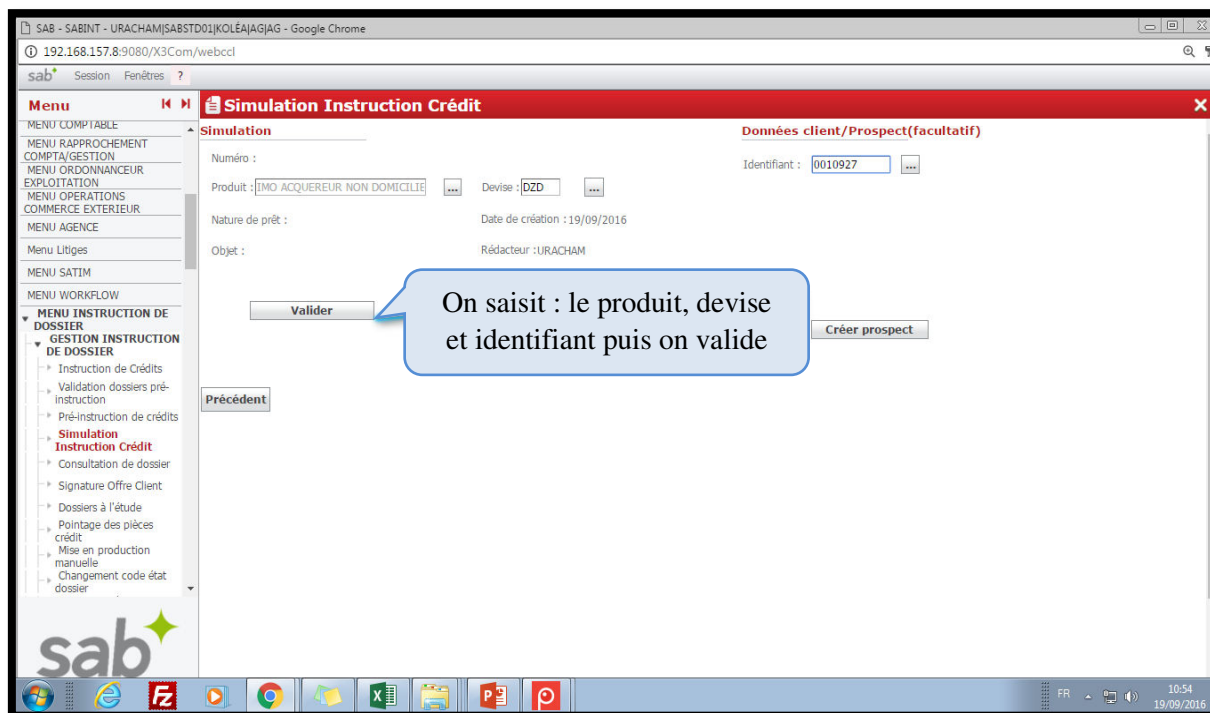 SAB - SABINT - URACHAM|SABSTD01|KOLÉA|AG|AG - Google Chrome
192.168.157.8:9080/X3Com/webccl
sab Session Fenêtres ?
Menu
MENU COMPTABLE
MENU RAPPROCHEMENT
COMPTA/GESTION
MENU ORDONNANCEUR
EXPLOITATION
MENU OPERATIONS
COMMERCE EXTERIEUR
MENU AGENCE
Menu Litiges
MENU SATIM
MENU WORKFLOW
MENU INSTRUCTION DE
DOSSIER
GESTION INSTRUCTION
DE DOSSIER
Instruction de Crédits
Validation dossiers pré-
instruction
Pré-instruction de crédits
Simulation
Instruction Crédit
Consultation de dossier
Signature Offre Client
Dossiers à l'étude
Pointage des pièces
crédit
Mise en production
manuelle
Changement code état
dossier
sab
Simulation Instruction Crédit
Simulation
Numéro :
Produit : IMO ACQUEREUR NON DOMICILIE ... Devise : DZD ...
Nature de prêt : Date de création : 19/09/2016
Objet : Rédacteur : URACHAM
Valider
On saisit : le produit, devise
et identifiant puis on valide
Précédent
Données client/Prospect(facultatif)
Identifiant : 0010927 ...
Créer prospect
FR
10:54
19/09/2016